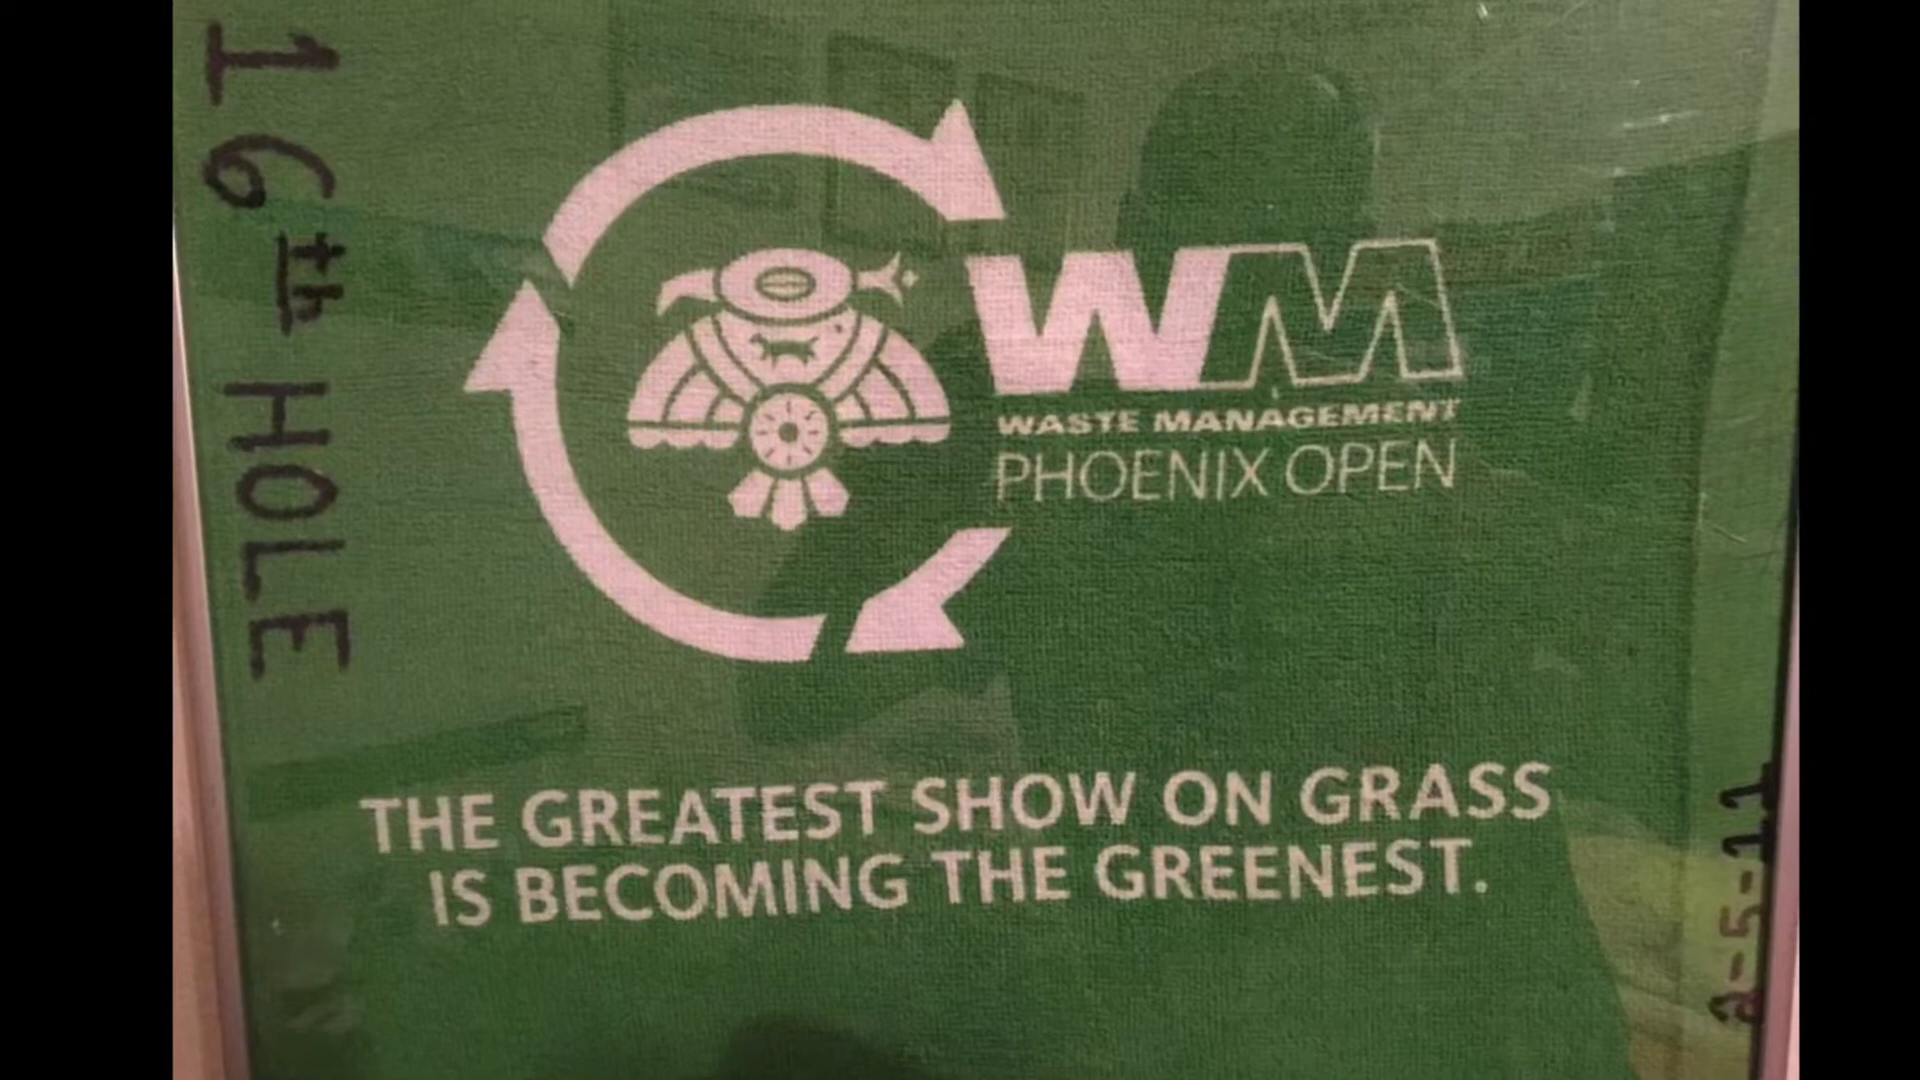 16th HOLE
WM
WASTE MANAGEMENT
PHOENIX OPEN
THE GREATEST SHOW ON GRASS
IS BECOMING THE GREENEST.
2-5-11